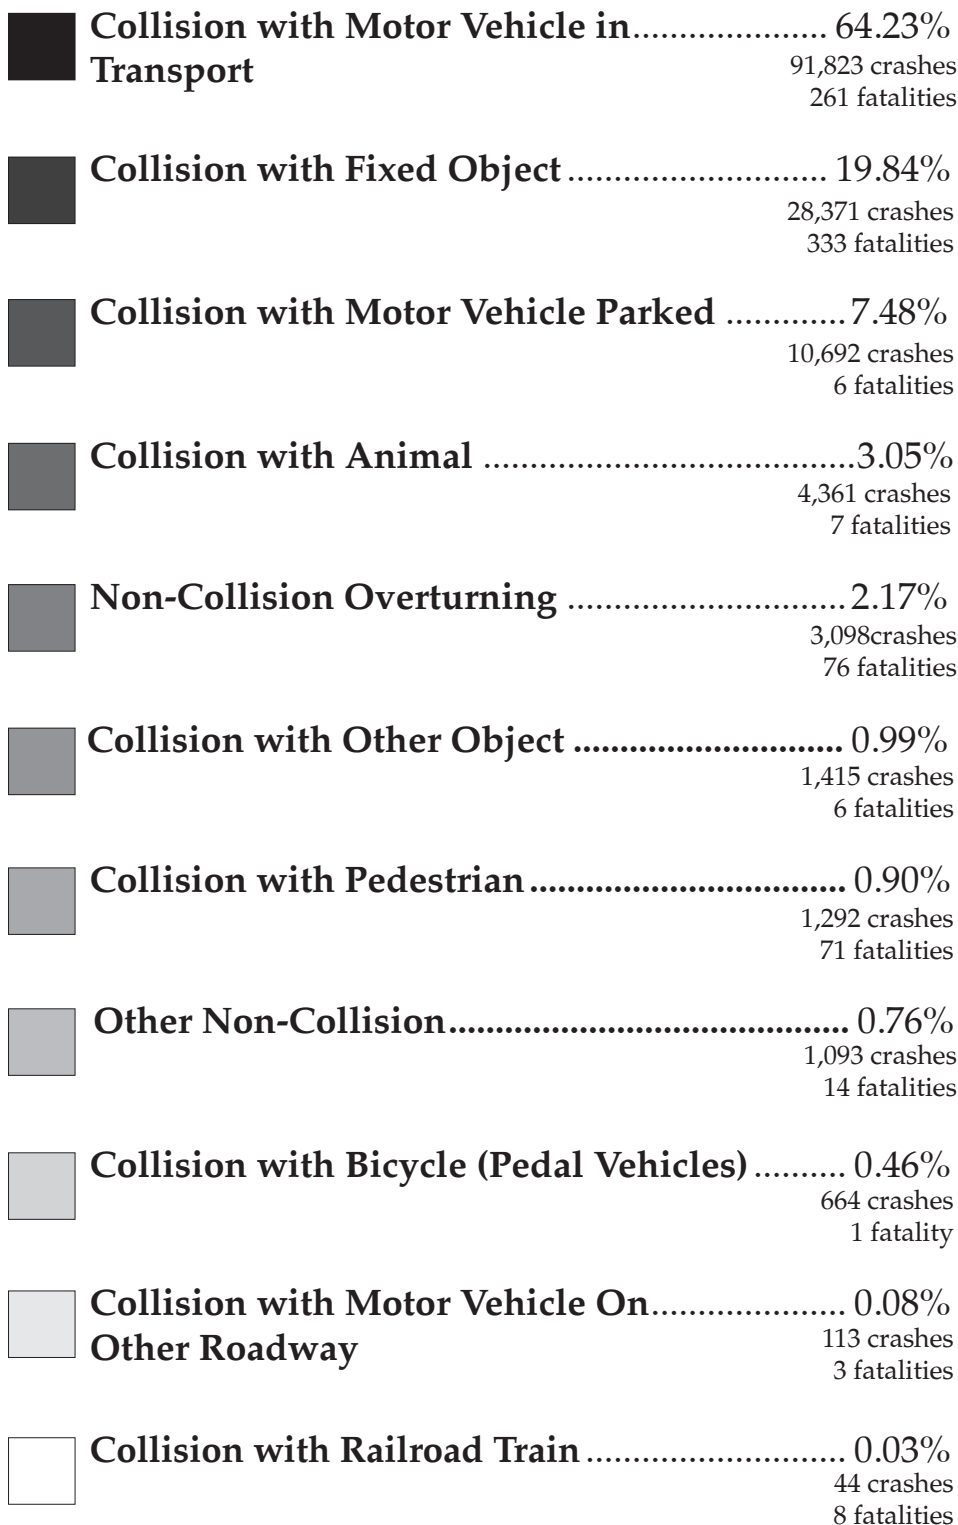 Collision with Motor Vehicle in..................... 64.23%
Transport
91,823 crashes
261 fatalities
Collision with Fixed Object............................ 19.84%
28,371 crashes
333 fatalities
Collision with Motor Vehicle Parked .............7.48%
10,692 crashes
6 fatalities
Collision with Animal ........................................3.05%
4,361 crashes
7 fatalities
Non-Collision Overturning ..............................2.17%
3,098crashes
76 fatalities
Collision with Other Object ............................. 0.99%
1,415 crashes
6 fatalities
Collision with Pedestrian.................................. 0.90%
1,292 crashes
71 fatalities
Other Non-Collision........................................... 0.76%
1,093 crashes
14 fatalities
Collision with Bicycle (Pedal Vehicles).......... 0.46%
664 crashes
1 fatality
Collision with Motor Vehicle On..................... 0.08%
Other Roadway
113 crashes
3 fatalities
Collision with Railroad Train............................ 0.03%
44 crashes
8 fatalities